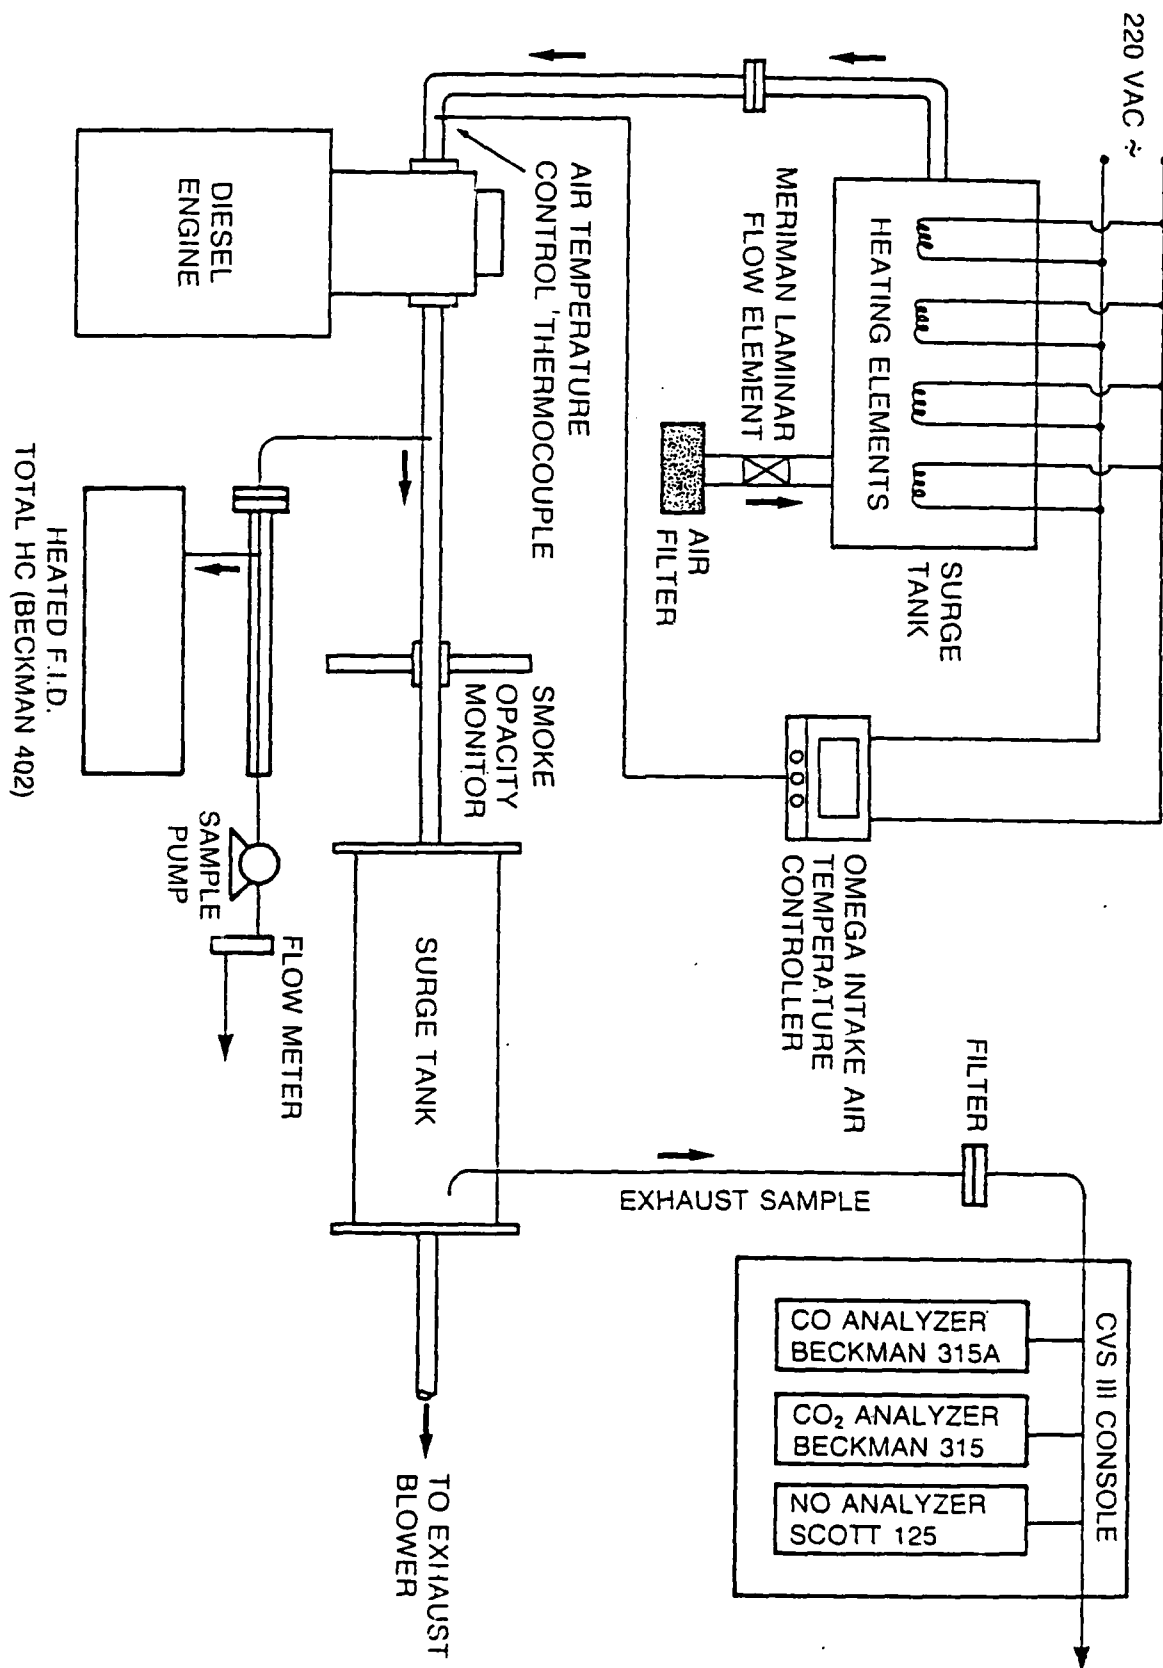 220 VAC ~
HEATING ELEMENTS
SURGE
TANK
MERIMAN LAMINAR
FLOW ELEMENT
AIR
FILTER
AIR TEMPERATURE
CONTROL THERMOCOUPLE
DIESEL
ENGINE
OMEGA INTAKE AIR
TEMPERATURE
CONTROLLER
SMOKE
OPACITY
MONITOR
HEATED F.I.D.
TOTAL HC (BECKMAN 402)
SAMPLE
PUMP
FLOW METER
SURGE TANK
EXHAUST SAMPLE
FILTER
CVS III CONSOLE
CO ANALYZER
BECKMAN 315A
CO₂ ANALYZER
BECKMAN 315
NO ANALYZER
SCOTT 125
TO EXHAUST
BLOWER